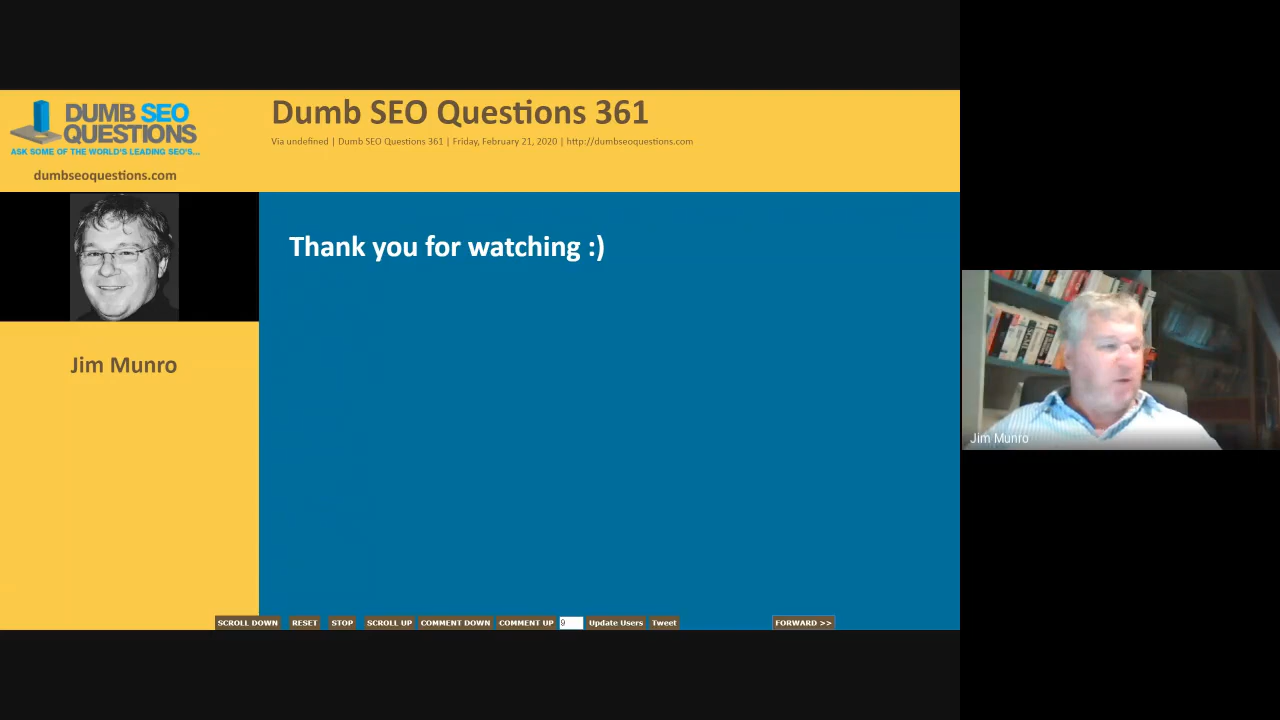 DUMB SEO
QUESTIONS
ASK SOME OF THE WORLD'S LEADING SEO'S...
dumbseoquestions.com
Dumb SEO Questions 361
Via undefined | Dumb SEO Questions 361 | Friday, February 21, 2020 | http://dumbseoquestions.com
Thank you for watching :)
Jim Munro
Jim Munro
SCROLL DOWN RESET STOP SCROLL UP COMMENT DOWN COMMENT UP 9 Update Users Tweet FORWARD >>